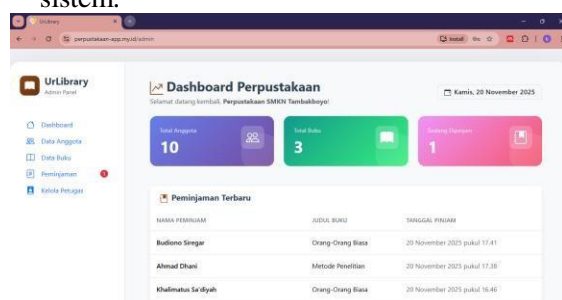 sistem.
UrLibrary
perpustakaan-app.my.id/admin
Install
UrLibrary
Admin Panel
Dashboard Perpustakaan
Selamat datang kembali, Perpustakaan SMKN Tambakboyo!
Kamis, 20 November 2025
Dashboard
Data Anggota
Data Buku
Peminjaman
Kelola Petugas
Total Anggota
10
Total Buku
3
Sedang Dipinjam
1
Peminjaman Terbaru
NAMA PEMINJAM JUDUL BUKU TANGGAL PINJAM
Budiono Siregar Orang-Orang Biasa 20 November 2025 pukul 17.41
Ahmad Dhani Metode Penelitian 20 November 2025 pukul 17.38
Khalimatus Sa'diyah Orang-Orang Biasa 20 November 2025 pukul 16.46